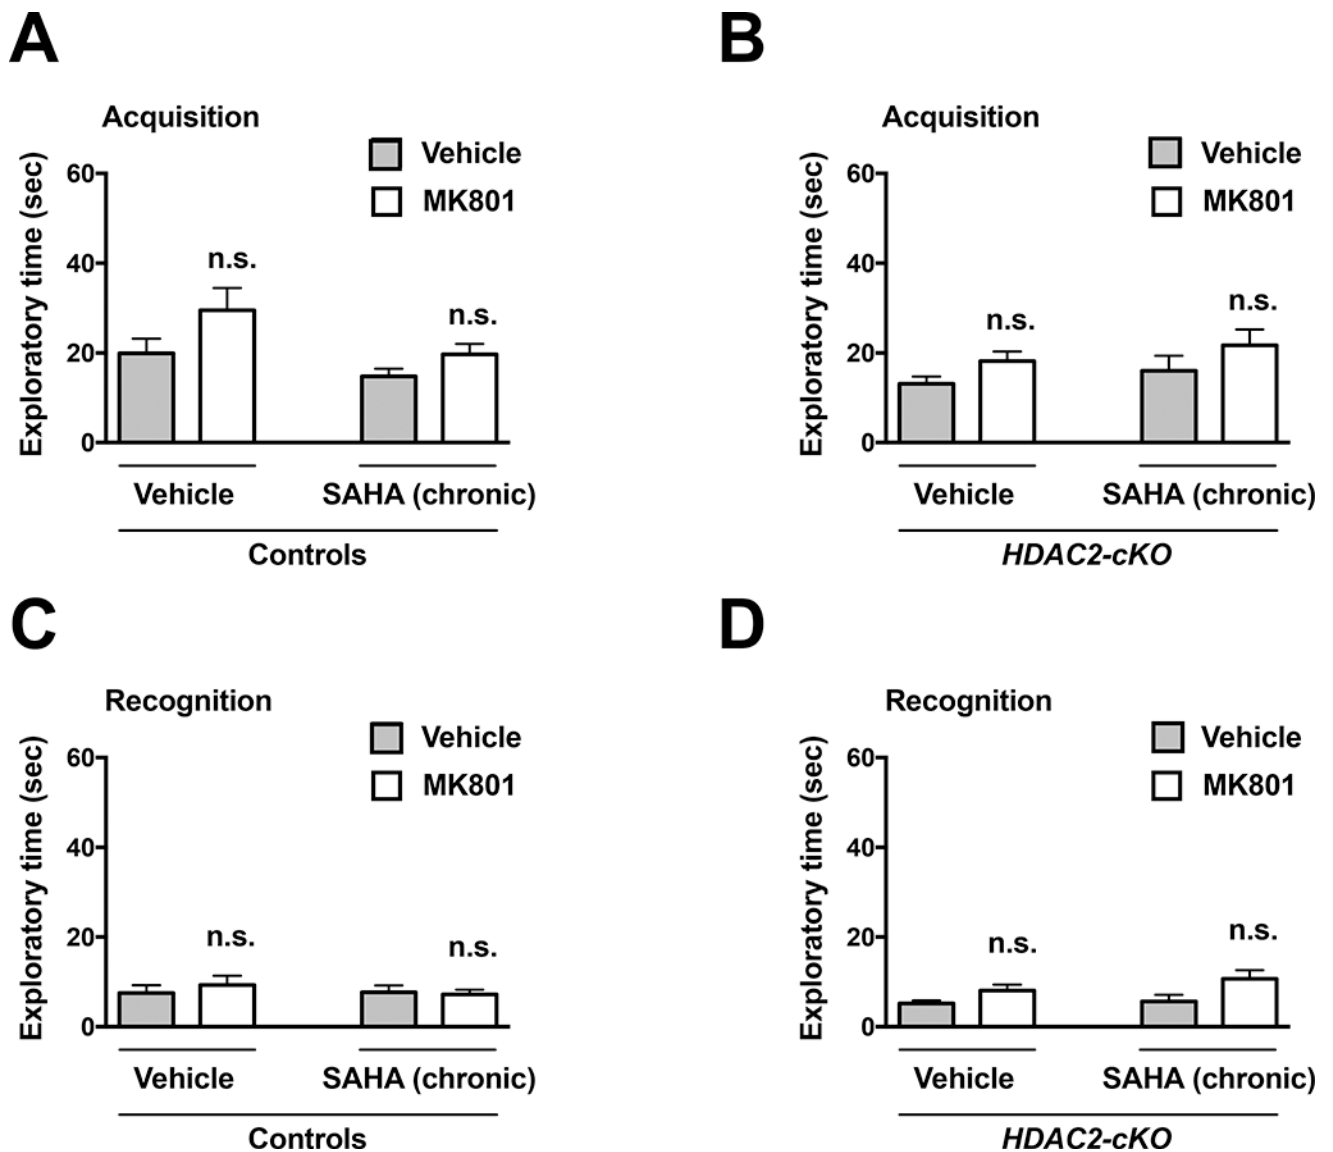 A
Acquisition
Vehicle
MK801
Exploratory time (sec)
60
40
20
0
n.s.
n.s.
Vehicle
SAHA (chronic)
Controls
B
Acquisition
Vehicle
MK801
Exploratory time (sec)
60
40
20
0
n.s.
n.s.
Vehicle
SAHA (chronic)
HDAC2-cKO
C
Recognition
Vehicle
MK801
Exploratory time (sec)
60
40
20
0
n.s.
n.s.
Vehicle
SAHA (chronic)
Controls
D
Recognition
Vehicle
MK801
Exploratory time (sec)
60
40
20
0
n.s.
n.s.
Vehicle
SAHA (chronic)
HDAC2-cKO